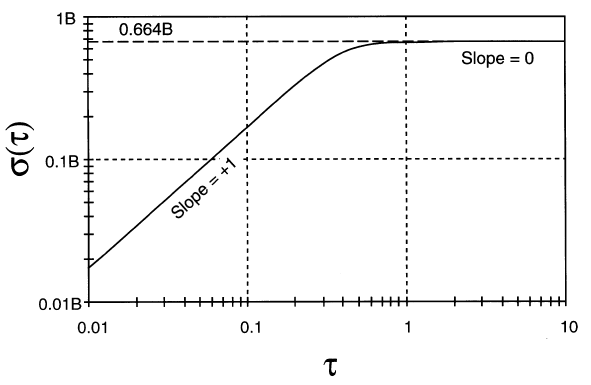 1B
0.664B
Slope = 0
σ(τ)
0.1B
Slope = +1
0.01B
0.01 0.1 1 10
τ